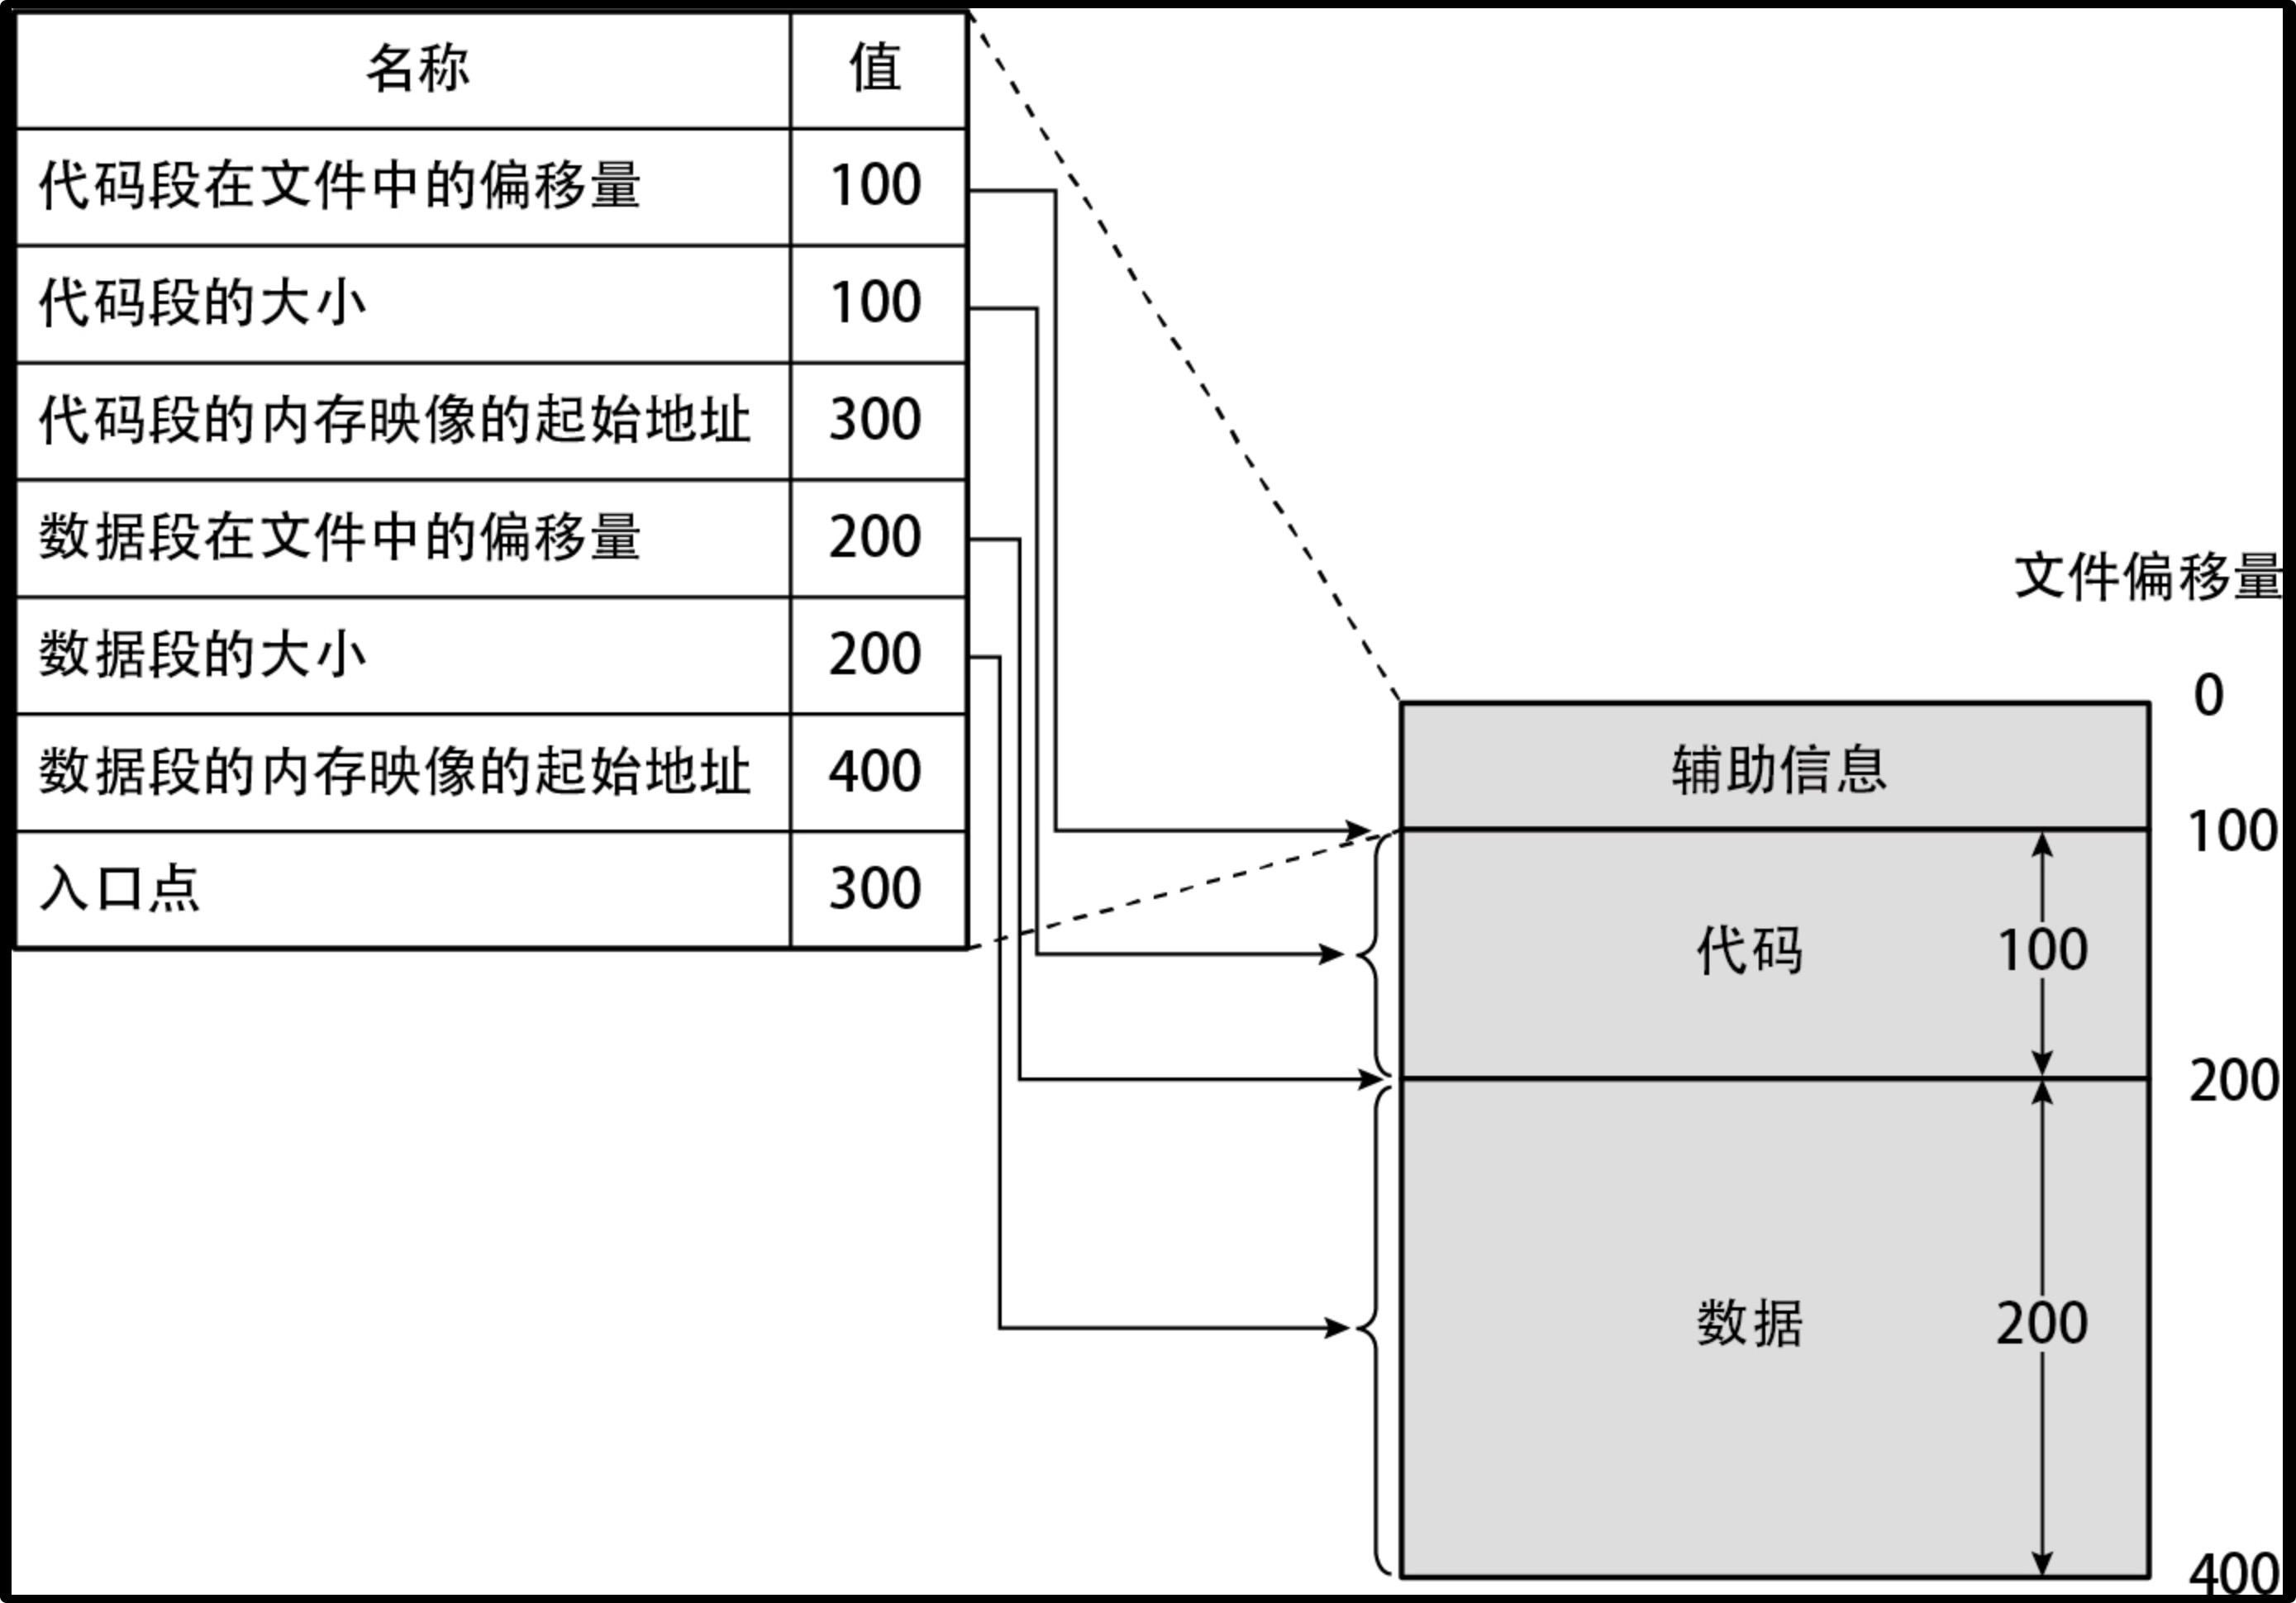 名称 值
代码段在文件中的偏移量 100
代码段的大小 100
代码段的内存映像的起始地址 300
数据段在文件中的偏移量 200
数据段的大小 200
数据段的内存映像的起始地址 400
入口点 300
文件偏移量
0
辅助信息
100
代码 100
200
数据 200
400